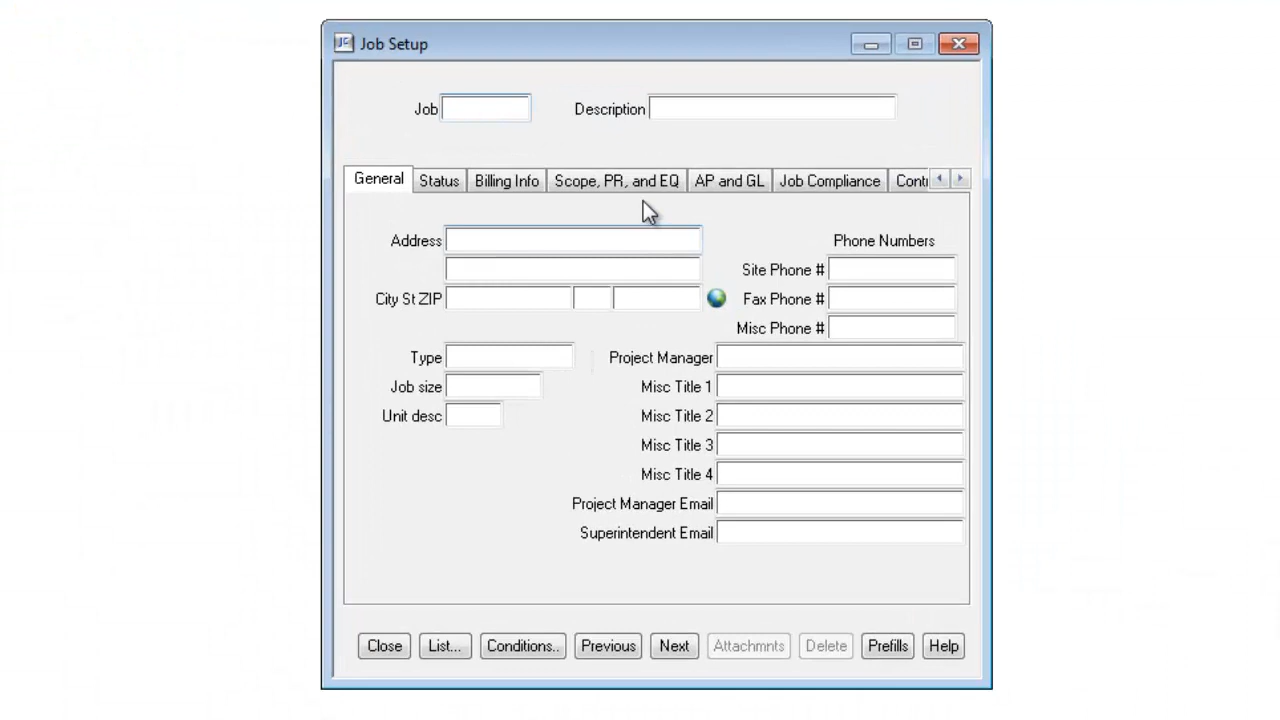 JC Job Setup
Job Description
General Status Billing Info Scope, PR, and EQ AP and GL Job Compliance
Address Phone Numbers
Site Phone #
City St ZIP Fax Phone #
Misc Phone #
Type Project Manager
Job size Misc Title 1
Unit desc Misc Title 2
Misc Title 3
Misc Title 4
Project Manager Email
Superintendent Email
Close List... Conditions.. Previous Next Attachmnts Delete Prefills Help